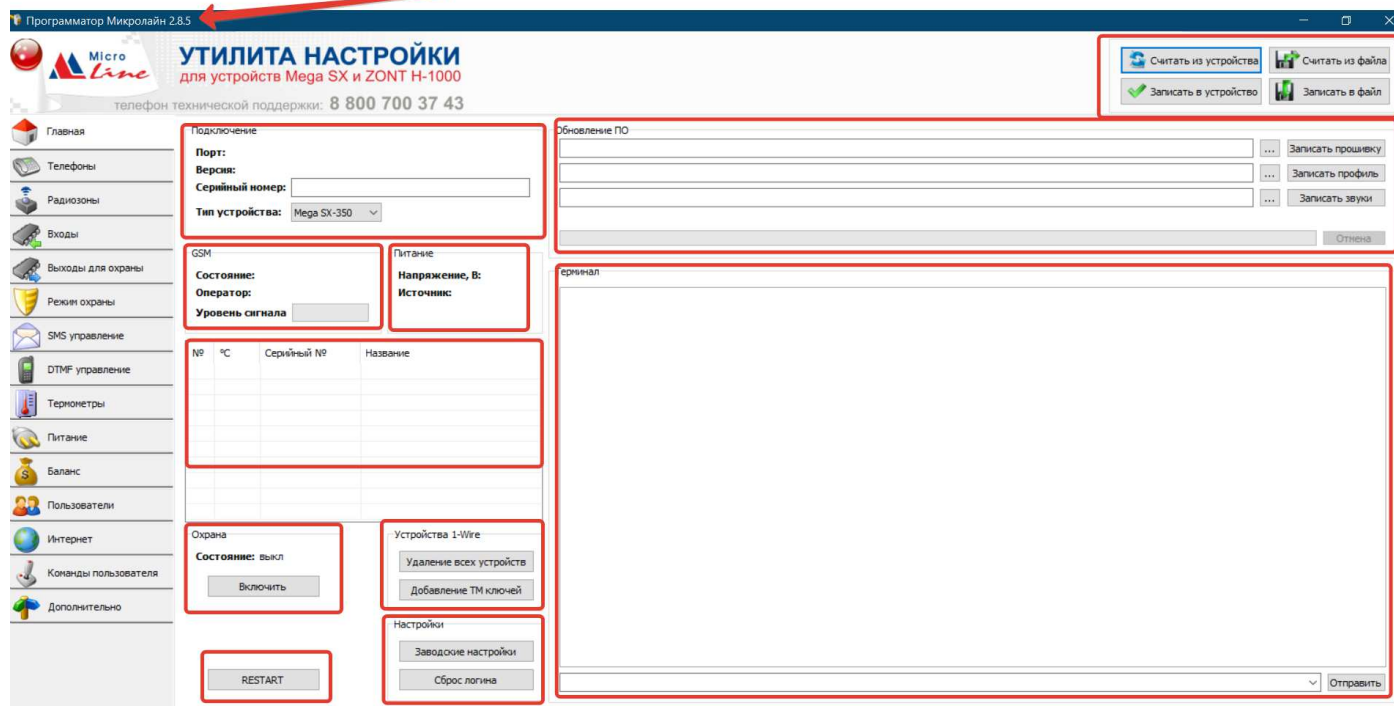 Программатор Микролайн 2.8.5
Micro
Line
УТИЛИТА НАСТРОЙКИ
для устройств Mega SX и ZONT H-1000
телефон технической поддержки: 8 800 700 37 43
Считать из устройства
Считать из файла
Записать в устройство
Записать в файл
Главная
Телефоны
Радиозоны
Входы
Выходы для охраны
Режим охраны
SMS управление
DTMF управление
Термометры
Питание
Баланс
Пользователи
Интернет
Команды пользователя
Дополнительно
Подключение
Порт:
Версия:
Серийный номер:
Тип устройства: Mega SX-350
GSM
Состояние:
Оператор:
Уровень сигнала
Питание
Напряжение, В:
Источник:
№ °C Серийный № Название
Охрана
Состояние: выкл
Включить
Устройства 1-Wire
Удаление всех устройств
Добавление ТМ ключей
Настройки
Заводские настройки
Сброс логина
RESTART
Обновление ПО
... Записать прошивку
... Записать профиль
... Записать звуки
Отмена
Терминал
Отправить